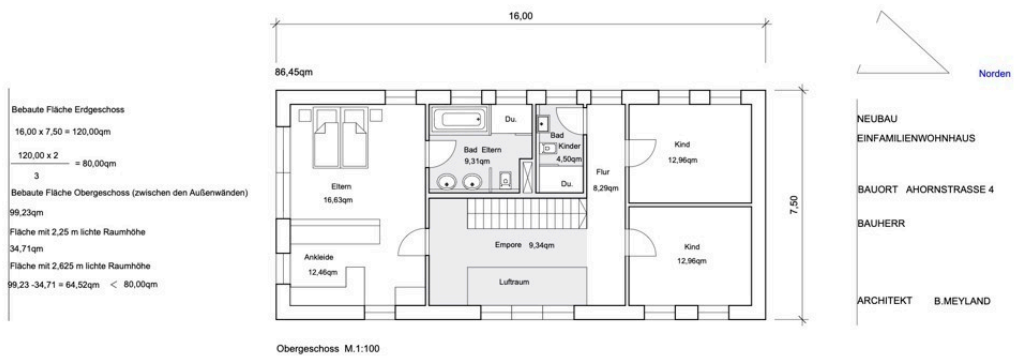 16,00
86,45qm
Norden
Bebaute Fläche Erdgeschoss
16,00 x 7,50 = 120,00qm
120,00 x 2
= 80,00qm
3
Bebaute Fläche Obergeschoss (zwischen den Außenwänden)
99,23qm
Fläche mit 2,25 m lichte Raumhöhe
34,71qm
Fläche mit 2,625 m lichte Raumhöhe
99,23 -34,71 = 64,52qm < 80,00qm
Du.
Bad Eltern
9,31qm
Bad
Kinder
4,50qm
Du.
Eltern
16,63qm
Flur
8,29qm
Kind
12,96qm
Ankleide
12,46qm
Empore 9,34qm
Luftraum
Kind
12,96qm
7,50
NEUBAU
EINFAMILIENWOHNHAUS
BAUORT AHORNSTRASSE 4
BAUHERR
ARCHITEKT B.MEYLAND
Obergeschoss M.1:100